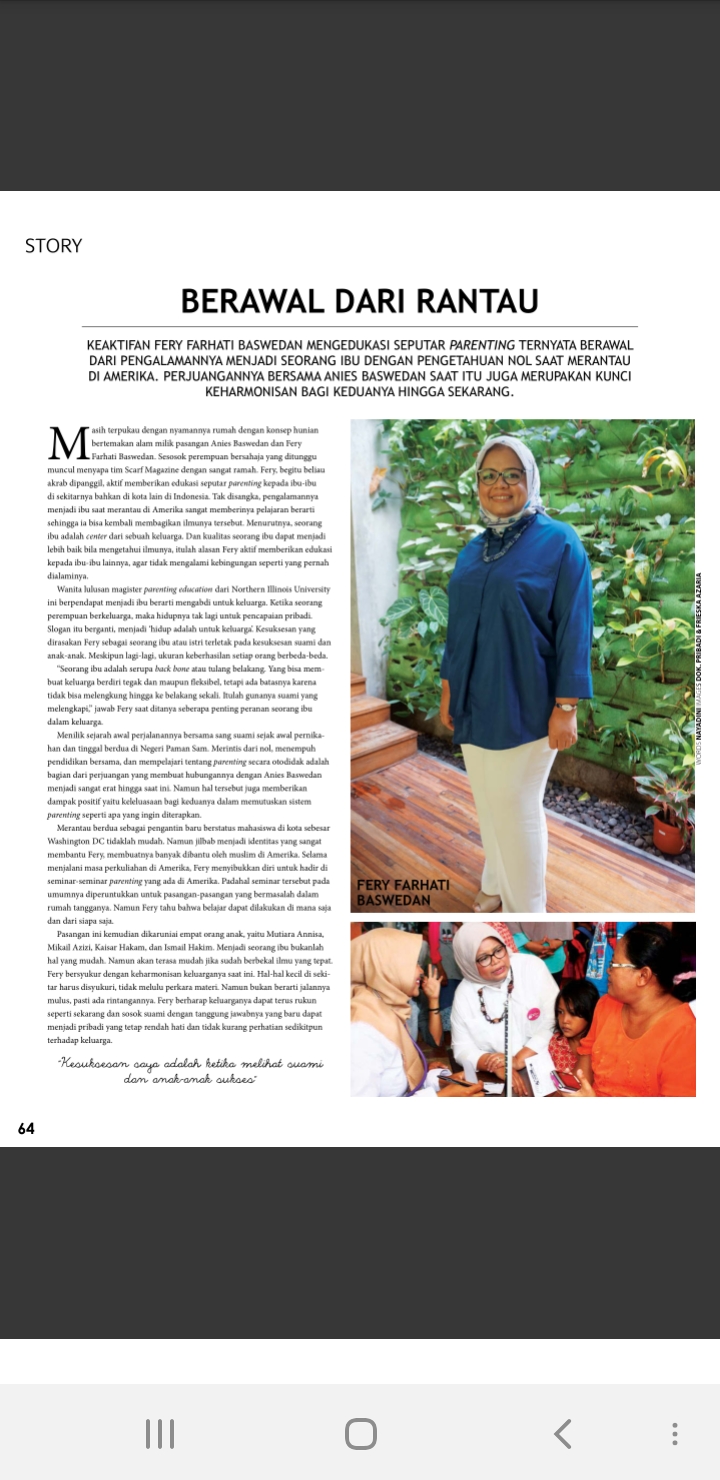 STORY
BERAWAL DARI RANTAU
KEAKTIFAN FERY FARHATI BASWEDAN MENGEDUKASI SEPUTAR PARENTING TERNYATA BERAWAL
DARI PENGALAMANNYA MENJADI SEORANG IBU DENGAN PENGETAHUAN NOL SAAT MERANTAU
DI AMERIKA. PERJUANGANNYA BERSAMA ANIES BASWEDAN SAAT ITU JUGA MERUPAKAN KUNCI
KEHARMONISAN BAGI KEDUANYA HINGGA SEKARANG.
Masih terpukau dengan nyamannya rumah dengan konsep hunian
bertemakan alam milik pasangan Anies Baswedan dan Fery
Farhati Baswedan. Sesosok perempuan bersahaja yang ditunggu
muncul menyapa tim Scarf Magazine dengan sangat ramah. Fery, begitu beliau
akrab dipanggil, aktif memberikan edukasi seputar parenting kepada ibu-ibu
di sekitarnya bahkan di kota lain di Indonesia. Tak disangka, pengalamannya
menjadi ibu saat merantau di Amerika sangat memberinya pelajaran berarti
sehingga ia bisa kembali membagikan ilmunya tersebut. Menurutnya, seorang
ibu adalah center dari sebuah keluarga. Dan kualitas seorang ibu dapat menjadi
lebih baik bila mengetahui ilmunya, itulah alasan Fery aktif memberikan edukasi
kepada ibu-ibu lainnya, agar tidak mengalami kebingungan seperti yang pernah
dialaminya.
Wanita lulusan magister parenting education dari Northern Illinois University
ini berpendapat menjadi ibu berarti mengabdi untuk keluarga. Ketika seorang
perempuan berkeluarga, maka hidupnya tak lagi untuk pencapaian pribadi.
Slogan itu berganti, menjadi 'hidup adalah untuk keluarga'. Kesuksesan yang
dirasakan Fery sebagai seorang ibu atau istri terletak pada kesuksesan suami dan
anak-anak. Meskipun lagi-lagi, ukuran keberhasilan setiap orang berbeda-beda.
"Seorang ibu adalah serupa back bone atau tulang belakang. Yang bisa mem-
buat keluarga berdiri tegak dan maupun fleksibel, tetapi ada batasnya karena
tidak bisa melengkung hingga ke belakang sekali. Itulah gunanya suami yang
melengkapi," jawab Fery saat ditanya seberapa penting peranan seorang ibu
dalam keluarga.
Menilik sejarah awal perjalanannya bersama sang suami sejak awal pernika-
han dan tinggal berdua di Negeri Paman Sam. Merintis dari nol, menempuh
pendidikan bersama, dan mempelajari tentang parenting secara otodidak adalah
bagian dari perjuangan yang membuat hubungannya dengan Anies Baswedan
menjadi sangat erat hingga saat ini. Namun hal tersebut juga memberikan
dampak positif yaitu keleluasaan bagi keduanya dalam memutuskan sistem
parenting seperti apa yang ingin diterapkan.
Merantau berdua sebagai pengantin baru berstatus mahasiswa di kota sebesar
Washington DC tidaklah mudah. Namun jilbab menjadi identitas yang sangat
membantu Fery, membuatnya banyak dibantu oleh muslim di Amerika. Selama
menjalani masa perkuliahan di Amerika, Fery menyibukkan diri untuk hadir di
seminar-seminar parenting yang ada di Amerika. Padahal seminar tersebut pada
umumnya diperuntukkan untuk pasangan-pasangan yang bermasalah dalam
rumah tangganya. Namun Fery tahu bahwa belajar dapat dilakukan di mana saja
dan dari siapa saja.
Pasangan ini kemudian dikaruniai empat orang anak, yaitu Mutiara Annisa,
Mikail Azizi, Kaisar Hakam, dan Ismail Hakim. Menjadi seorang ibu bukanlah
hal yang mudah. Namun akan terasa mudah jika sudah berbekal ilmu yang tepat.
Fery bersyukur dengan keharmonisan keluarganya saat ini. Hal-hal kecil di seki-
tar harus disyukuri, tidak melulu perkara materi. Namun bukan berarti jalannya
mulus, pasti ada rintangannya. Fery berharap keluarganya dapat terus rukun
seperti sekarang dan sosok suami dengan tanggung jawabnya yang baru dapat
menjadi pribadi yang tetap rendah hati dan tidak kurang perhatian sedikitpun
terhadap keluarga.
"Kesuksesan saya adalah ketika melihat suami
dan anak-anak sukses"
FERY FARHATI
BASWEDAN
WORDS NAYADINI IMAGES DOK. PRIBADI & FRIESKA AZARIA
64